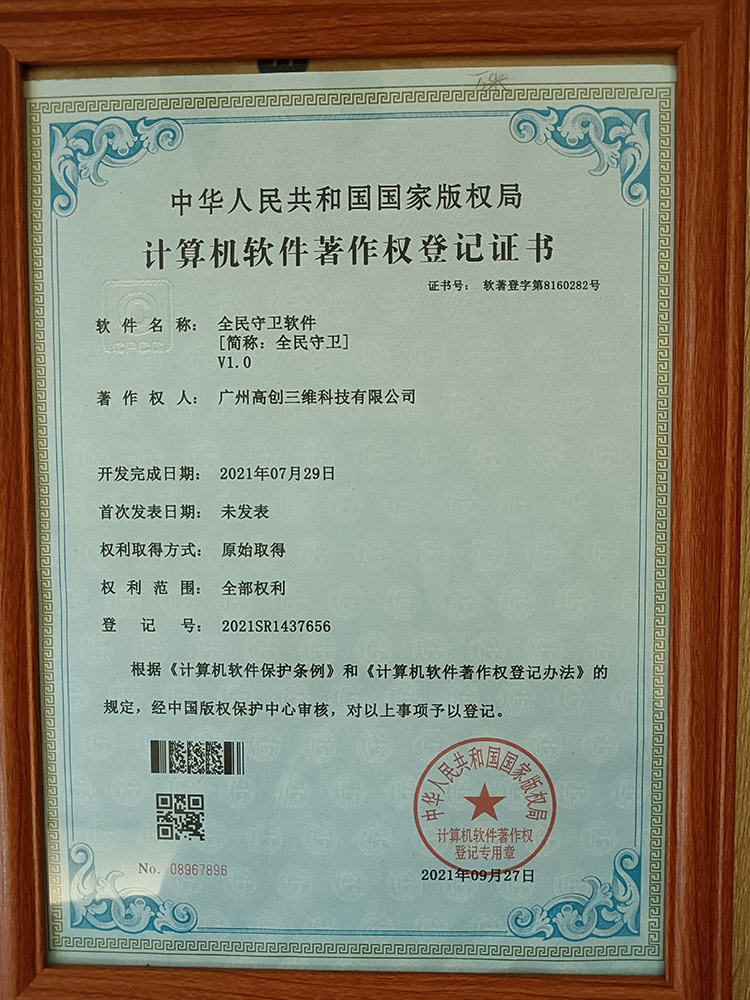 中华人民共和国国家版权局
计算机软件著作权登记证书
证书号： 软著登字第8160282号
软件名称： 全民守卫软件
[简称：全民守卫]
V1.0
著作权人： 广州高创三维科技有限公司
开发完成日期： 2021年07月29日
首次发表日期： 未发表
权利取得方式： 原始取得
权利范围： 全部权利
登记号： 2021SR1437656
根据《计算机软件保护条例》和《计算机软件著作权登记办法》的
规定，经中国版权保护中心审核，对以上事项予以登记。
中华人民共和国国家版权局
计算机软件著作权
登记专用章
No. 08967896
2021年09月27日